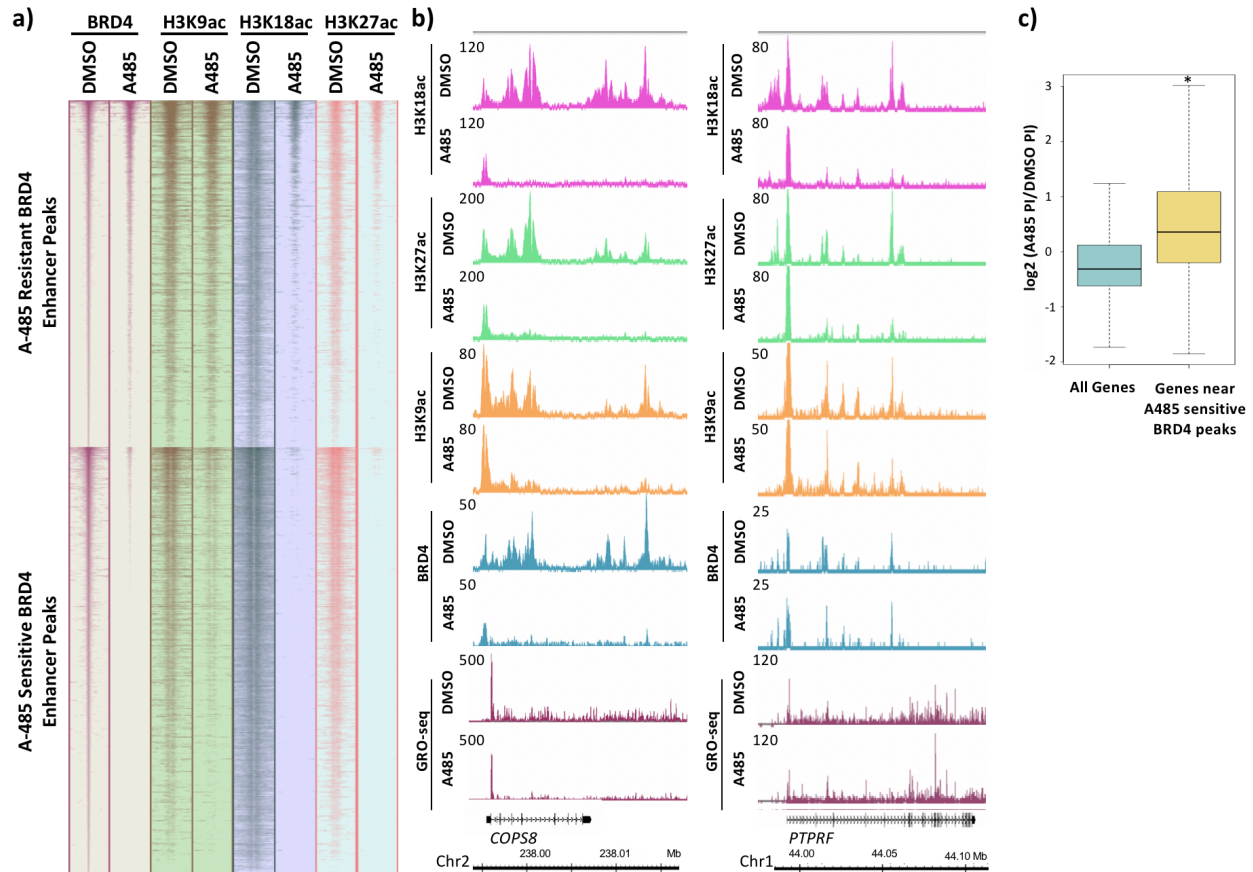 a)
BRD4 H3K9ac H3K18ac H3K27ac
DMSO A485 DMSO A485 DMSO A485 DMSO A485
A-485 Resistant BRD4
Enhancer Peaks
A-485 Sensitive BRD4
Enhancer Peaks
b)
H3K18ac
DMSO
120
A485
120
H3K27ac
DMSO
200
A485
200
H3K9ac
DMSO
80
A485
80
BRD4
DMSO
50
A485
50
GRO-seq
DMSO
500
A485
500
COPS8
Chr2 238.00 238.01 Mb
H3K18ac
DMSO
80
A485
80
H3K27ac
DMSO
80
A485
80
H3K9ac
DMSO
50
A485
50
BRD4
DMSO
25
A485
25
GRO-seq
DMSO
120
A485
120
PTPRF
Chr1 44.00 44.05 44.10 Mb
c)
log2 (A485 PI/DMSO PI)
3
2
1
0
-1
-2
*
All Genes
Genes near
A485 sensitive
BRD4 peaks